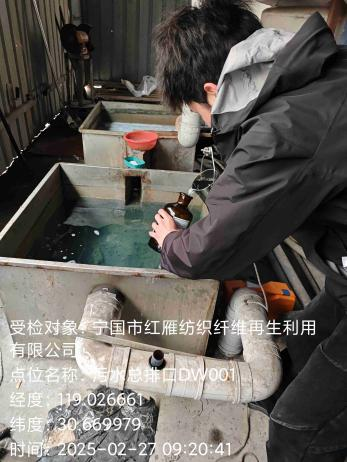 受检对象: 宁国市红雁纺织纤维再生利用
有限公司
点位名称: 污水总排口DW001
经度: 119.026661
纬度: 30.669979
时间: 2025-02-27 09:20:41